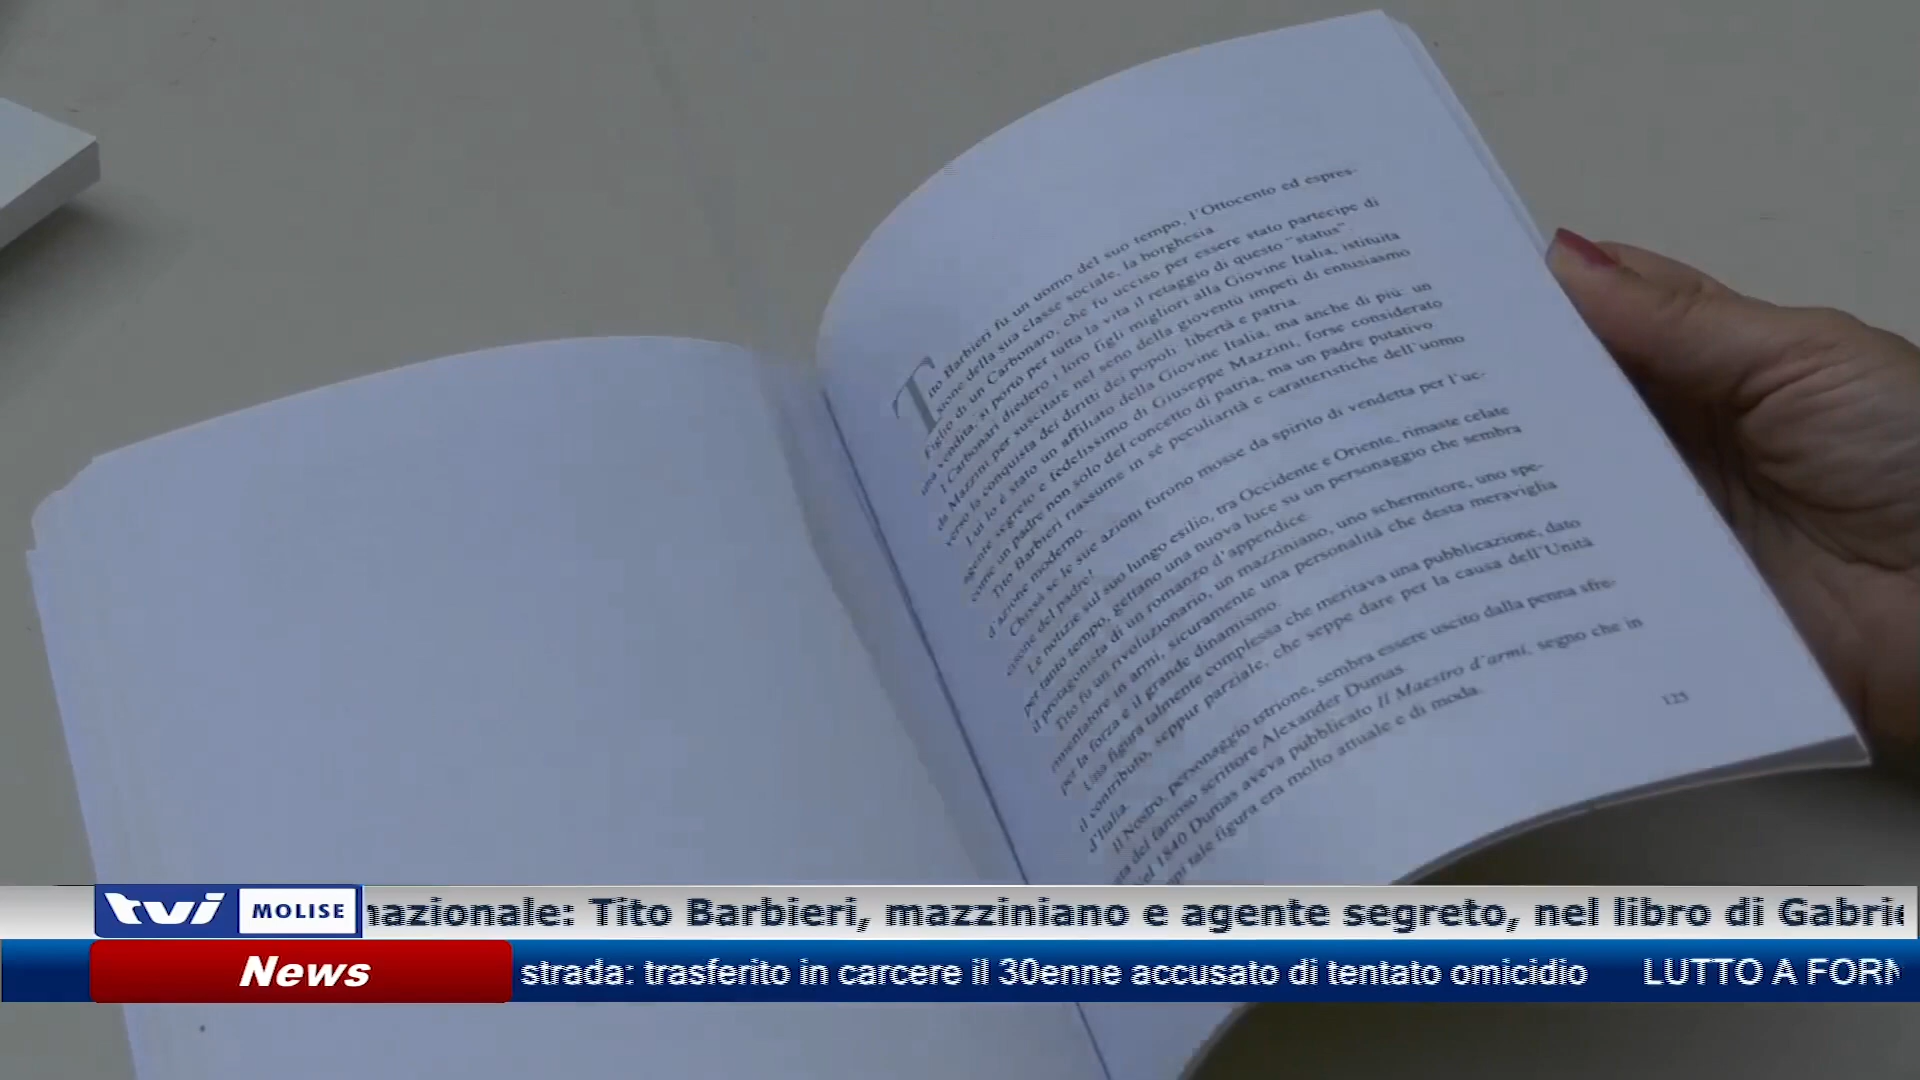 Tito Barbieri fu un uomo del suo tempo, l'Ottocento ed espres-
sione della sua classe sociale, la borghesia.
Figlio di un Carbonaro, che fu ucciso per essere stato partecipe di
una vendita, si portò per tutta la vita il retaggio di questo "status".
I Carbonari diedero i loro figli migliori alla Giovine Italia, istituita
da Mazzini per suscitare nel seno della gioventù impeti di entusiasmo
verso la conquista dei diritti dei popoli: libertà e patria.
Lui lo è stato un affiliato della Giovine Italia, ma anche di più: un
agente segreto e fedelissimo di Giuseppe Mazzini, forse considerato
come un padre non solo del concetto di patria, ma un padre putativo
Tito Barbieri riassume in sé peculiarità e caratteristiche dell'uomo
d'azione moderno.
Chissà se le sue azioni furono mosse da spirito di vendetta per l'uc-
cisione del padre!
Le notizie sul suo lungo esilio, tra Occidente e Oriente, rimaste celate
per tanto tempo, gettano una nuova luce su un personaggio che sembra
il protagonista di un romanzo d'appendice.
Tito fu un rivoluzionario, un mazziniano, uno schermitore, uno spe-
rimentatore in armi, sicuramente una personalità che desta meraviglia
per la forza e il grande dinamismo.
Una figura talmente complessa che meritava una pubblicazione, dato
il contributo, seppur parziale, che seppe dare per la causa dell'Unità
d'Italia.
Il Nostro, personaggio istrione, sembra essere uscito dalla penna sfre-
ata del famoso scrittore Alexander Dumas.
Nel 1840 Dumas aveva pubblicato Il Maestro d'armi, segno che in
mpi tale figura era molto attuale e di moda.
123
tvi MOLISE
nazionale: Tito Barbieri, mazziniano e agente segreto, nel libro di Gabrie
News
strada: trasferito in carcere il 30enne accusato di tentato omicidio LUTTO A FORN